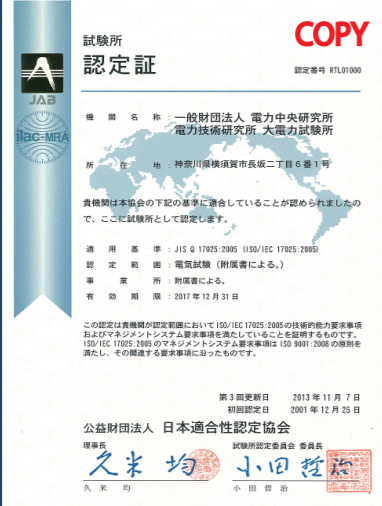 COPY
試験所
認定証
認定番号 RTL01000
JAB
ilac-MRA
機関名称:一般財団法人 電力中央研究所
電力技術研究所 大電力試験所
所在地:神奈川県横須賀市長坂二丁目6番1号
貴機関は本協会の下記の基準に適合していることが認められましたの
で、ここに試験所として認定します。
適用基準:JIS Q 17025:2005 (ISO/IEC 17025:2005)
認定範囲:電気試験(附属書による。)
事業所:附属書による。
有効期限:2017年12月31日
この認定は貴機関が認定範囲において ISO/IEC 17025:2005 の技術的能力要求事項
およびマネジメントシステム要求事項を満たしていることを証明するものです。
ISO/IEC 17025:2005 のマネジメントシステム要求事項は ISO 9001:2008 の原則を
満たし、その関連する要求事項に沿ったものです。
第3回更新日 2013年11月7日
初回認定日 2001年12月25日
公益財団法人 日本適合性認定協会
理事長 試験所認定委員会 委員長
久米 均 小田哲治
久米 均 小田哲治